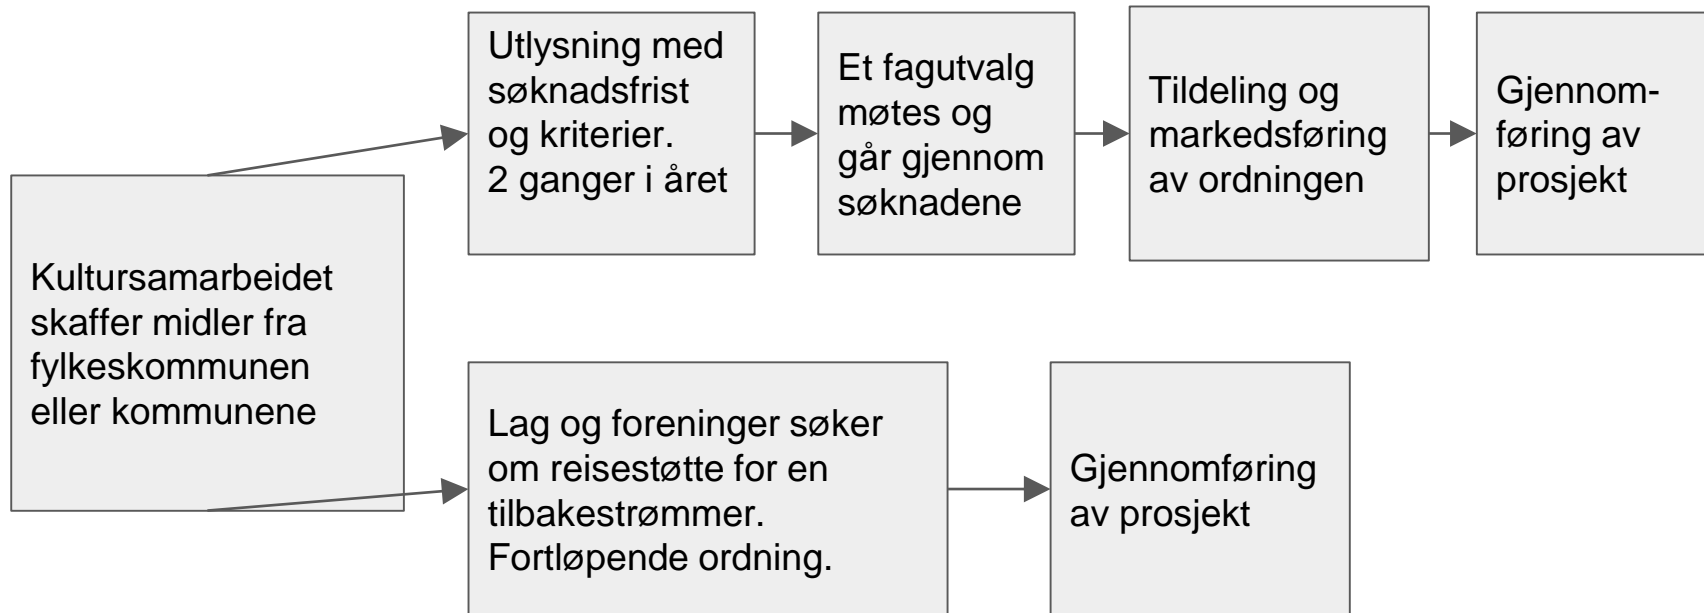 Kultursamarbeidet
skaffer midler fra
fylkeskommunen
eller kommunene
Utlysning med
søknadsfrist
og kriterier.
2 ganger i året
Et fagutvalg
møtes og
går gjennom
søknadene
Tildeling og
markedsføring
av ordningen
Gjennom-
føring av
prosjekt
Lag og foreninger søker
om reisestøtte for en
tilbakestrømmer.
Fortløpende ordning.
Gjennomføring
av prosjekt